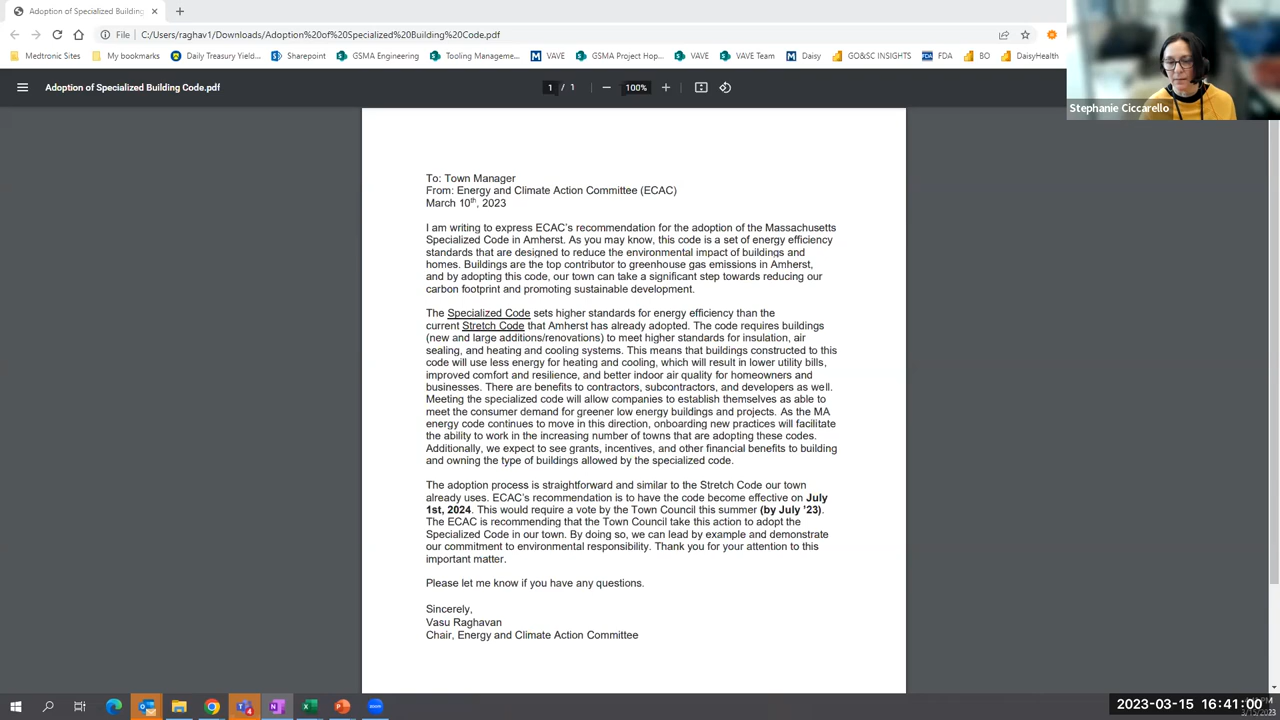 Adoption of Specialized Building
File
C:/Users/raghav1/Downloads/Adoption%20of%20Specialized%20Building%20Code.pdf
Medtronic Sites
My bookmarks
Daily Treasury Yield...
Sharepoint
GSMA Engineering
Tooling Manageme...
VAVE
GSMA Project Hop...
VAVE
VAVE Team
Daisy
GO&SC INSIGHTS
FDA
BO
DaisyHealth
Adoption of Specialized Building Code.pdf
1 / 1
100%
Stephanie Ciccarello
To: Town Manager
From: Energy and Climate Action Committee (ECAC)
March 10th, 2023
I am writing to express ECAC's recommendation for the adoption of the Massachusetts
Specialized Code in Amherst. As you may know, this code is a set of energy efficiency
standards that are designed to reduce the environmental impact of buildings and
homes. Buildings are the top contributor to greenhouse gas emissions in Amherst,
and by adopting this code, our town can take a significant step towards reducing our
carbon footprint and promoting sustainable development.
The Specialized Code sets higher standards for energy efficiency than the
current Stretch Code that Amherst has already adopted. The code requires buildings
(new and large additions/renovations) to meet higher standards for insulation, air
sealing, and heating and cooling systems. This means that buildings constructed to this
code will use less energy for heating and cooling, which will result in lower utility bills,
improved comfort and resilience, and better indoor air quality for homeowners and
businesses. There are benefits to contractors, subcontractors, and developers as well.
Meeting the specialized code will allow companies to establish themselves as able to
meet the consumer demand for greener low energy buildings and projects. As the MA
energy code continues to move in this direction, onboarding new practices will facilitate
the ability to work in the increasing number of towns that are adopting these codes.
Additionally, we expect to see grants, incentives, and other financial benefits to building
and owning the type of buildings allowed by the specialized code.
The adoption process is straightforward and similar to the Stretch Code our town
already uses. ECAC's recommendation is to have the code become effective on July
1st, 2024. This would require a vote by the Town Council this summer (by July '23).
The ECAC is recommending that the Town Council take this action to adopt the
Specialized Code in our town. By doing so, we can lead by example and demonstrate
our commitment to environmental responsibility. Thank you for your attention to this
important matter.
Please let me know if you have any questions.
Sincerely,
Vasu Raghavan
Chair, Energy and Climate Action Committee
2023-03-15 16:41:00